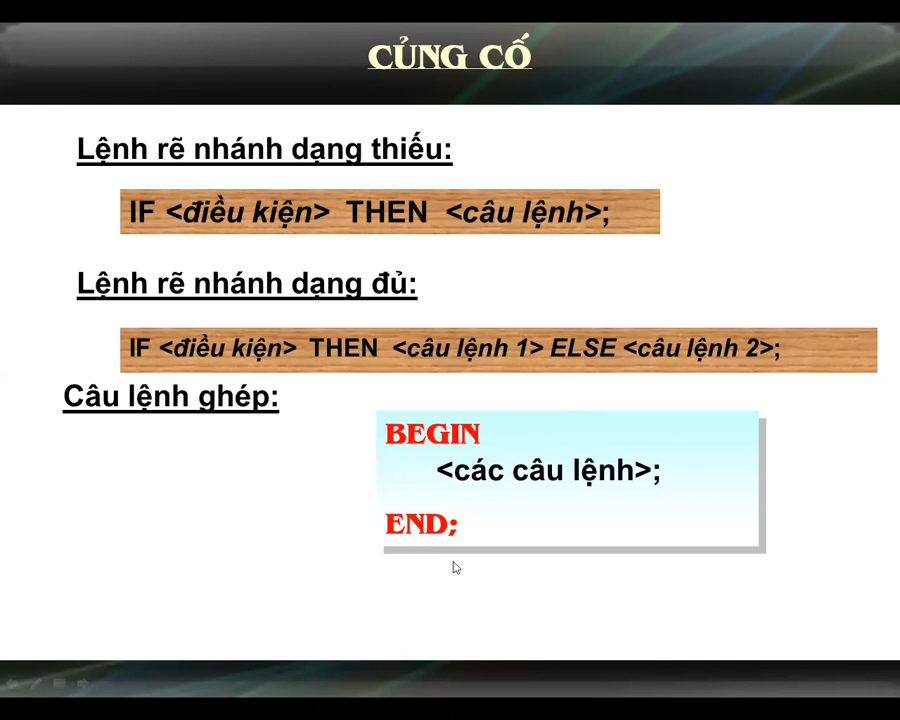 CỦNG CỐ
Lệnh rẽ nhánh dạng thiếu:
IF <điều kiện> THEN <câu lệnh>;
Lệnh rẽ nhánh dạng đủ:
IF <điều kiện> THEN <câu lệnh 1> ELSE <câu lệnh 2>;
Câu lệnh ghép:
BEGIN
<các câu lệnh>;
END;